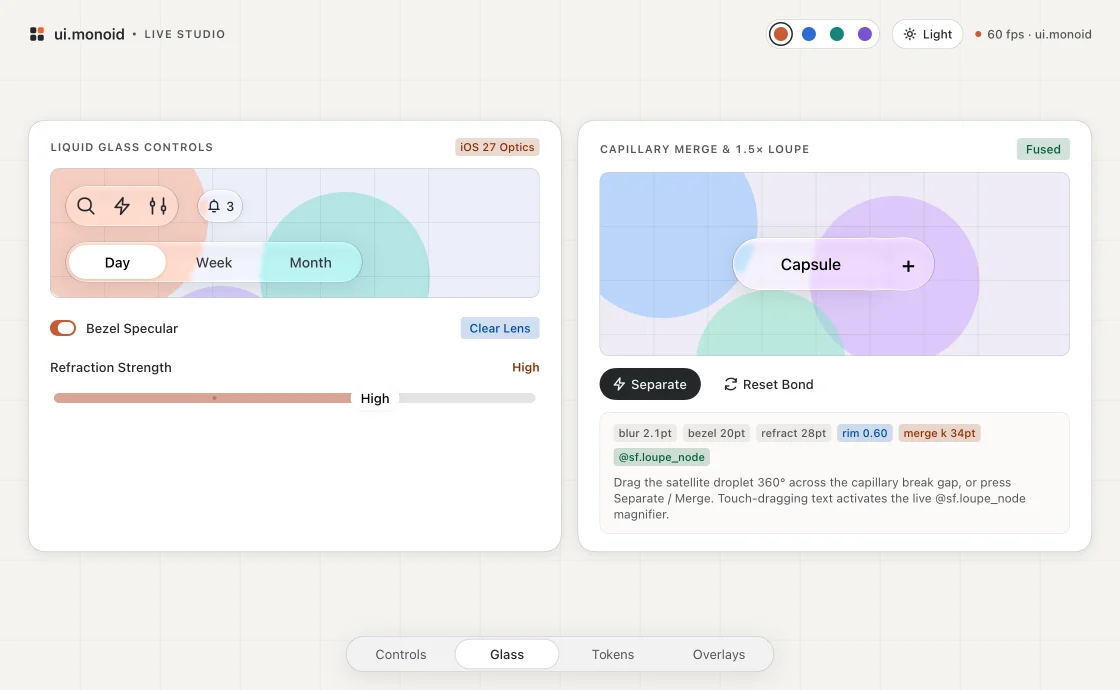 ui.monoid • LIVE STUDIO
Light
60 fps · ui.monoid
LIQUID GLASS CONTROLS
iOS 27 Optics
3
Day
Week
Month
Bezel Specular
Clear Lens
Refraction Strength
High
High
CAPILLARY MERGE & 1.5× LOUPE
Fused
Capsule
+
Separate
Reset Bond
blur 2.1pt
bezel 20pt
refract 28pt
rim 0.60
merge k 34pt
@sf.loupe_node
Drag the satellite droplet 360° across the capillary break gap, or press
Separate / Merge. Touch-dragging text activates the live @sf.loupe_node
magnifier.
Controls
Glass
Tokens
Overlays